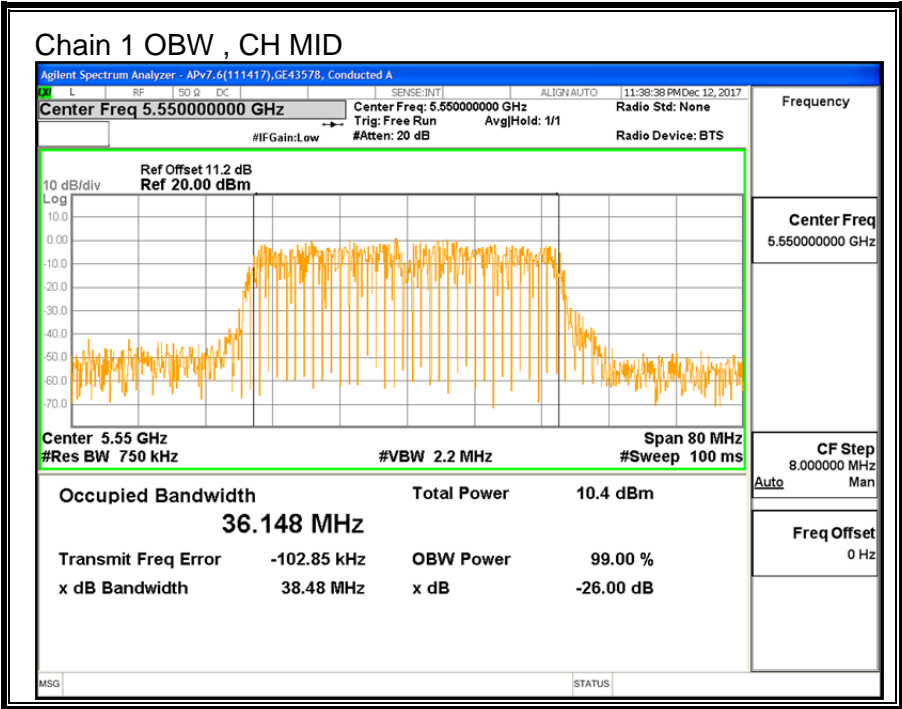 Chain 1 OBW , CH MID
Agilent Spectrum Analyzer - APv7.6(111417),GE43578, Conducted A
LXI L RF 50 Ω DC SENSE:INT ALIGN AUTO 11:38:38 PM Dec 12, 2017
Center Freq 5.550000000 GHz
Center Freq: 5.550000000 GHz
Radio Std: None
Trig: Free Run Avg|Hold: 1/1
#IFGain:Low #Atten: 20 dB Radio Device: BTS
Ref Offset 11.2 dB
10 dB/div Ref 20.00 dBm
Log
10.0
0.00
-10.0
-20.0
-30.0
-40.0
-50.0
-60.0
-70.0
Center 5.55 GHz Span 80 MHz
#Res BW 750 kHz #VBW 2.2 MHz #Sweep 100 ms
Occupied Bandwidth Total Power 10.4 dBm
36.148 MHz
Transmit Freq Error -102.85 kHz OBW Power 99.00 %
x dB Bandwidth 38.48 MHz x dB -26.00 dB
Frequency
Center Freq
5.550000000 GHz
CF Step
8.000000 MHz
Auto Man
Freq Offset
0 Hz
MSG STATUS